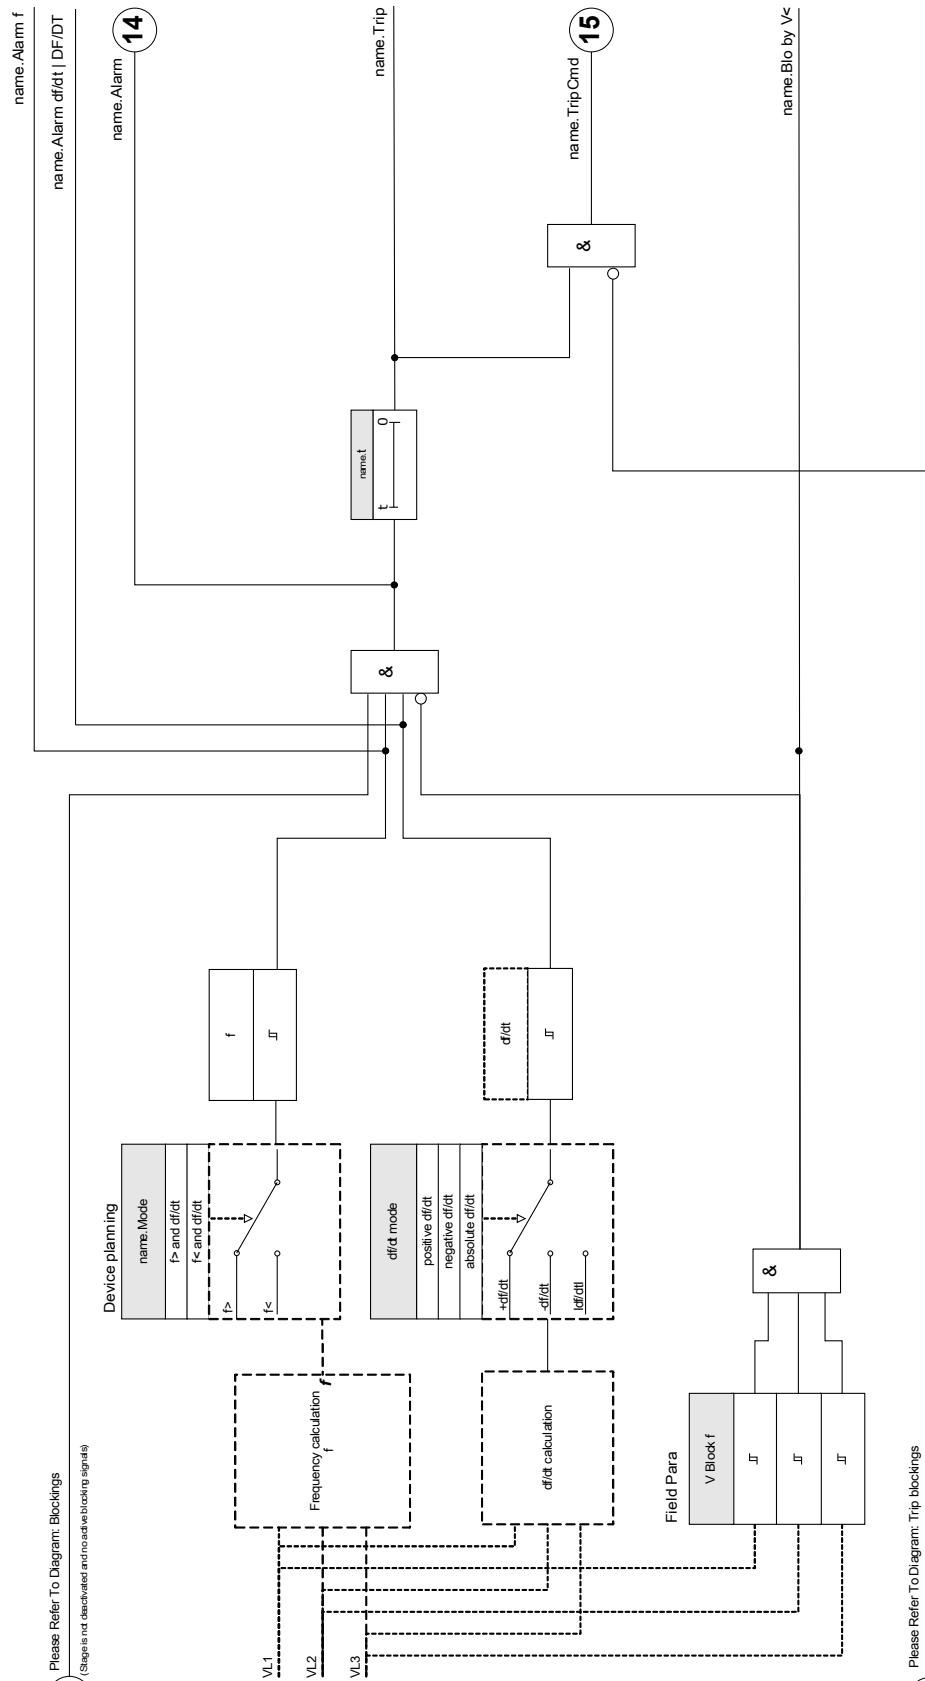 name.Alarm f
name.Alarm df/dt | DF/DT
name.Alarm
14
name.Trip
name.TripCmd
15
name.Blo by V<
&
name.t
t
0
&
Please Refer To Diagram: Blockings
(Stage is not deactivated and no active blocking signals)
Device planning
name.Mode
f> and df/dt
f< and df/dt
f>
f<
f
df/dt mode
positive df/dt
negative df/dt
absolute df/dt
+df/dt
-df/dt
|df/dt|
df/dt
Frequency calculation
f
f
df/dt calculation
VL1
VL2
VL3
Field Para
V Block f
&
Please Refer To Diagram: Trip blockings